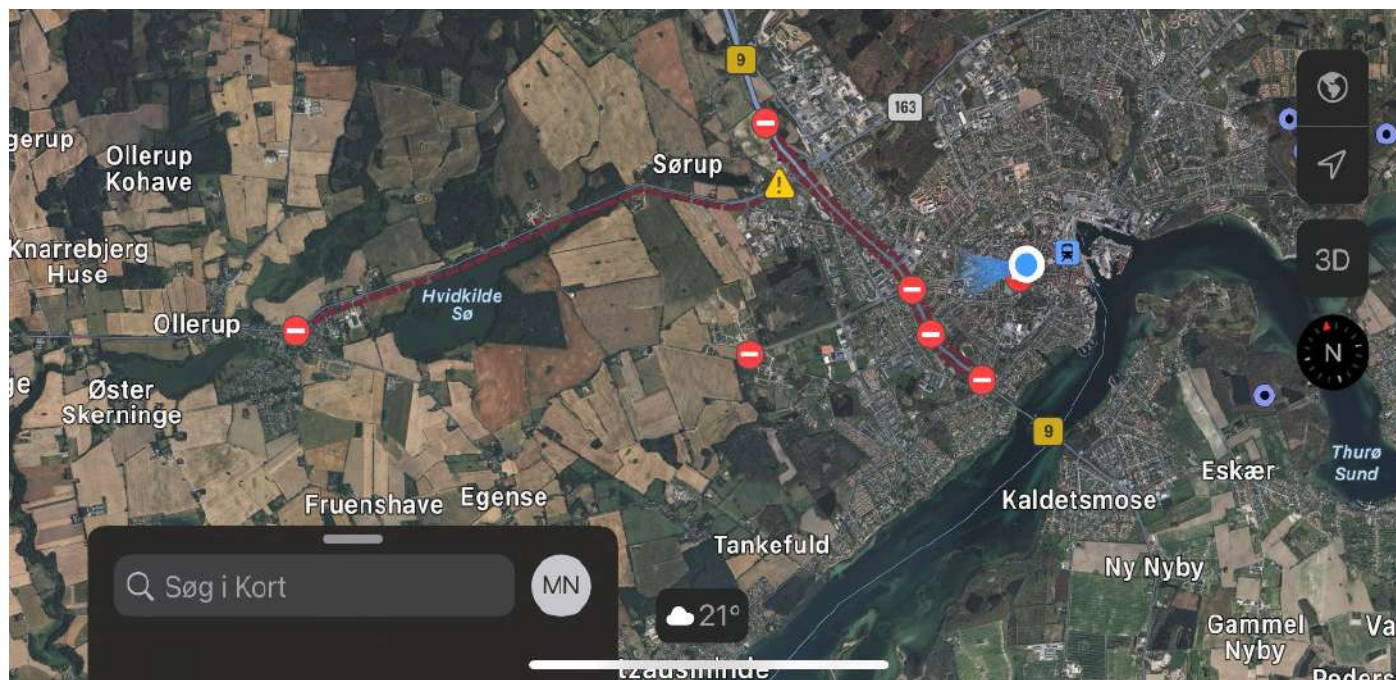 9
163
Sørup
Ollerup
Kohave
Knarrebjerg
Huse
3D
Hvidkilde
Sø
Ollerup
N
Øster
Skerninge
9
Thurø
Sund
Eskær
Fruenshave
Egense
Kaldetsmose
Tankefuld
Ny Nyby
Søg i Kort
MN
21°
Gammel
Nyby